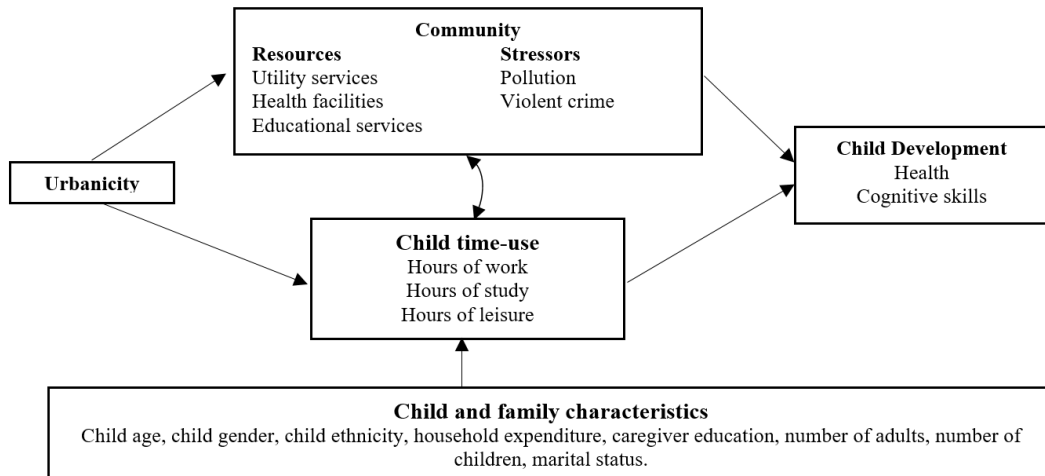 Community
Resources
Utility services
Health facilities
Educational services
Stressors
Pollution
Violent crime
Urbanicity
Child Development
Health
Cognitive skills
Child time-use
Hours of work
Hours of study
Hours of leisure
Child and family characteristics
Child age, child gender, child ethnicity, household expenditure, caregiver education, number of adults, number of
children, marital status.